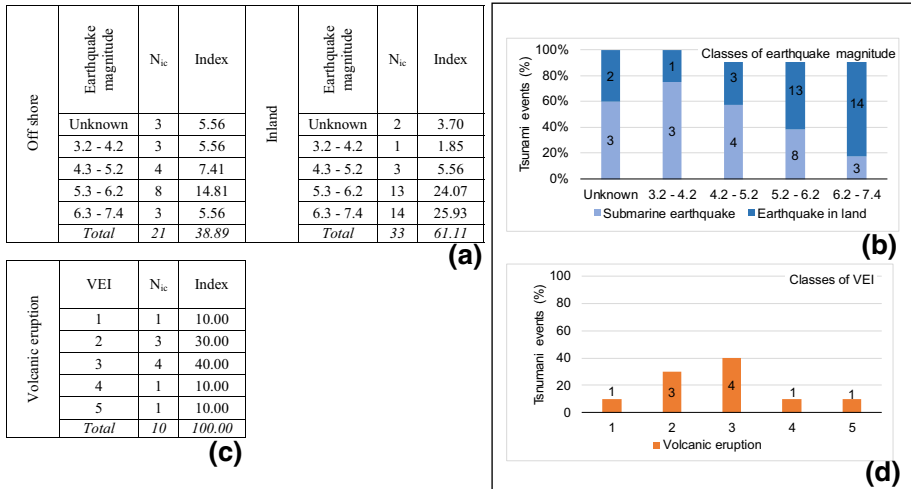 Off shore
Earthquake magnitude Nic Index
Unknown 3 5.56
3.2 - 4.2 3 5.56
4.3 - 5.2 4 7.41
5.3 - 6.2 8 14.81
6.3 - 7.4 3 5.56
Total 21 38.89
Inland
Earthquake magnitude Nic Index
Unknown 2 3.70
3.2 - 4.2 1 1.85
4.3 - 5.2 3 5.56
5.3 - 6.2 13 24.07
6.3 - 7.4 14 25.93
Total 33 61.11
(a)
Classes of earthquake magnitude
Tsunami events (%)
100%
80%
60%
40%
20%
0%
2 1 3 13 14
3 3 4 8 3
Unknown 3.2 - 4.2 4.2 - 5.2 5.2 - 6.2 6.2 - 7.4
Submarine earthquake Earthquake in land
(b)
Volcanic eruption
VEI Nic Index
1 1 10.00
2 3 30.00
3 4 40.00
4 1 10.00
5 1 10.00
Total 10 100.00
(c)
Classes of VEI
Tsnumani events (%)
100
80
60
40
20
0
1 3 4 1 1
1 2 3 4 5
Volcanic eruption
(d)